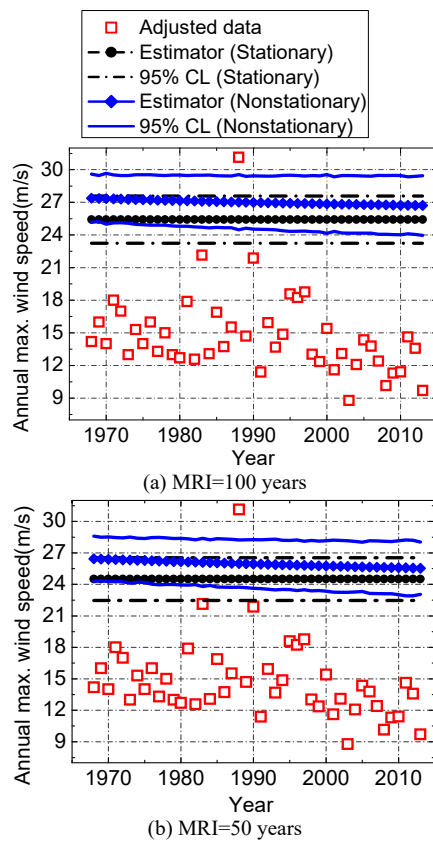 Adjusted data
Estimator (Stationary)
95% CL (Stationary)
Estimator (Nonstationary)
95% CL (Nonstationary)
Annual max. wind speed(m/s)
30
27
24
21
18
15
12
9
1970 1980 1990 2000 2010
Year
(a) MRI=100 years
Annual max. wind speed(m/s)
30
27
24
21
18
15
12
9
1970 1980 1990 2000 2010
Year
(b) MRI=50 years